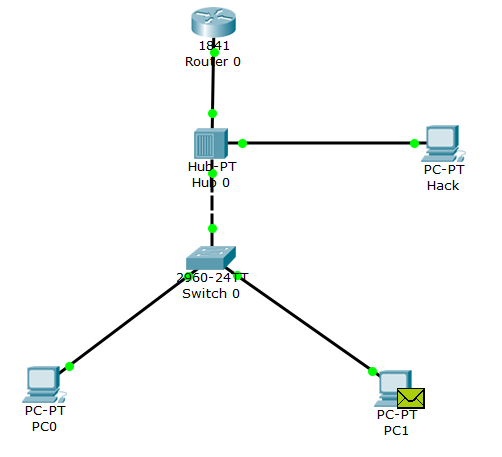 1841
Router 0
Hub-PT
Hub 0
PC-PT
Hack
2960-24TT
Switch 0
PC-PT
PC0
PC-PT
PC1